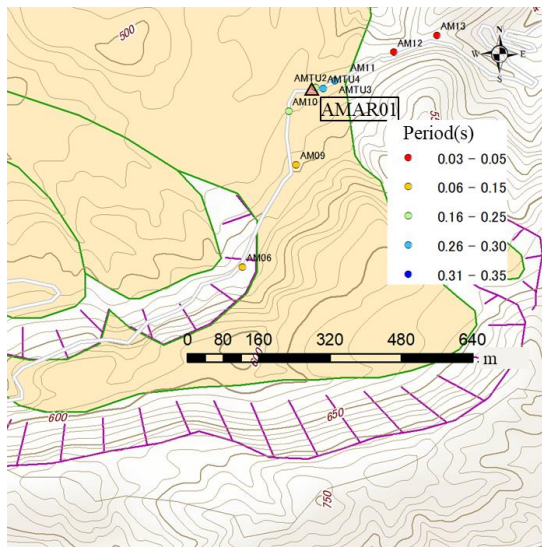 500
AM13
AM12
N
W E
S
AM11
AMTU2 AMTU4
AMTU3
AM10
AMAR01
Period(s)
0.03 - 0.05
AM09
0.06 - 0.15
0.16 - 0.25
0.26 - 0.30
AM06
0.31 - 0.35
0 80 160 320 480 640
m
600
650
750